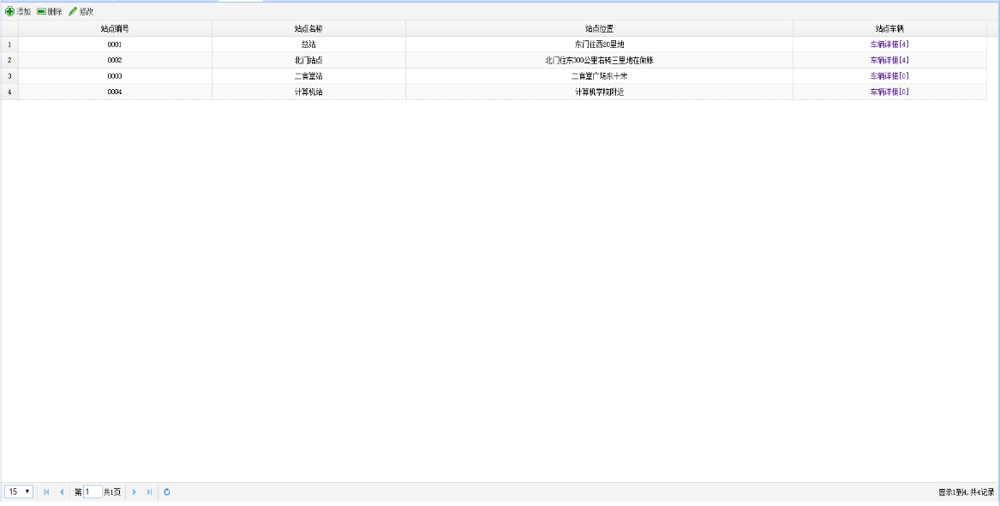 添加 删除 修改
站点编号 站点名称 站点位置 站点车辆
1 0001 总站 东门往西20里地 车辆详情[4]
2 0002 北门站点 北门往东300公里右转三里地在做账 车辆详情[4]
3 0003 二食堂站 二食堂广场东十米 车辆详情[0]
4 0004 计算机站 计算机学院附近 车辆详情[0]
15 第 1 共1页 显示1到4,共4记录